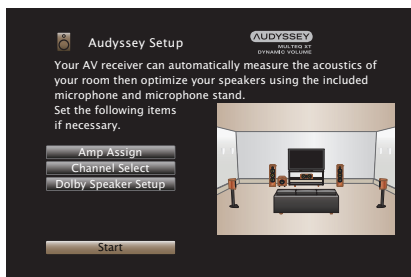 Audyssey Setup
AUDYSSEY
MULTEQ XT
DYNAMIC VOLUME
Your AV receiver can automatically measure the acoustics of
your room then optimize your speakers using the included
microphone and microphone stand.
Set the following items
if necessary.
Amp Assign
Channel Select
Dolby Speaker Setup
Start